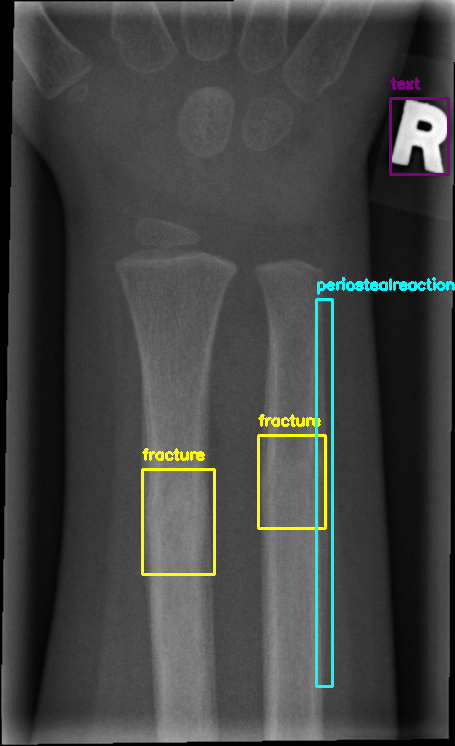 text
R
periostealreaction
fracture
fracture